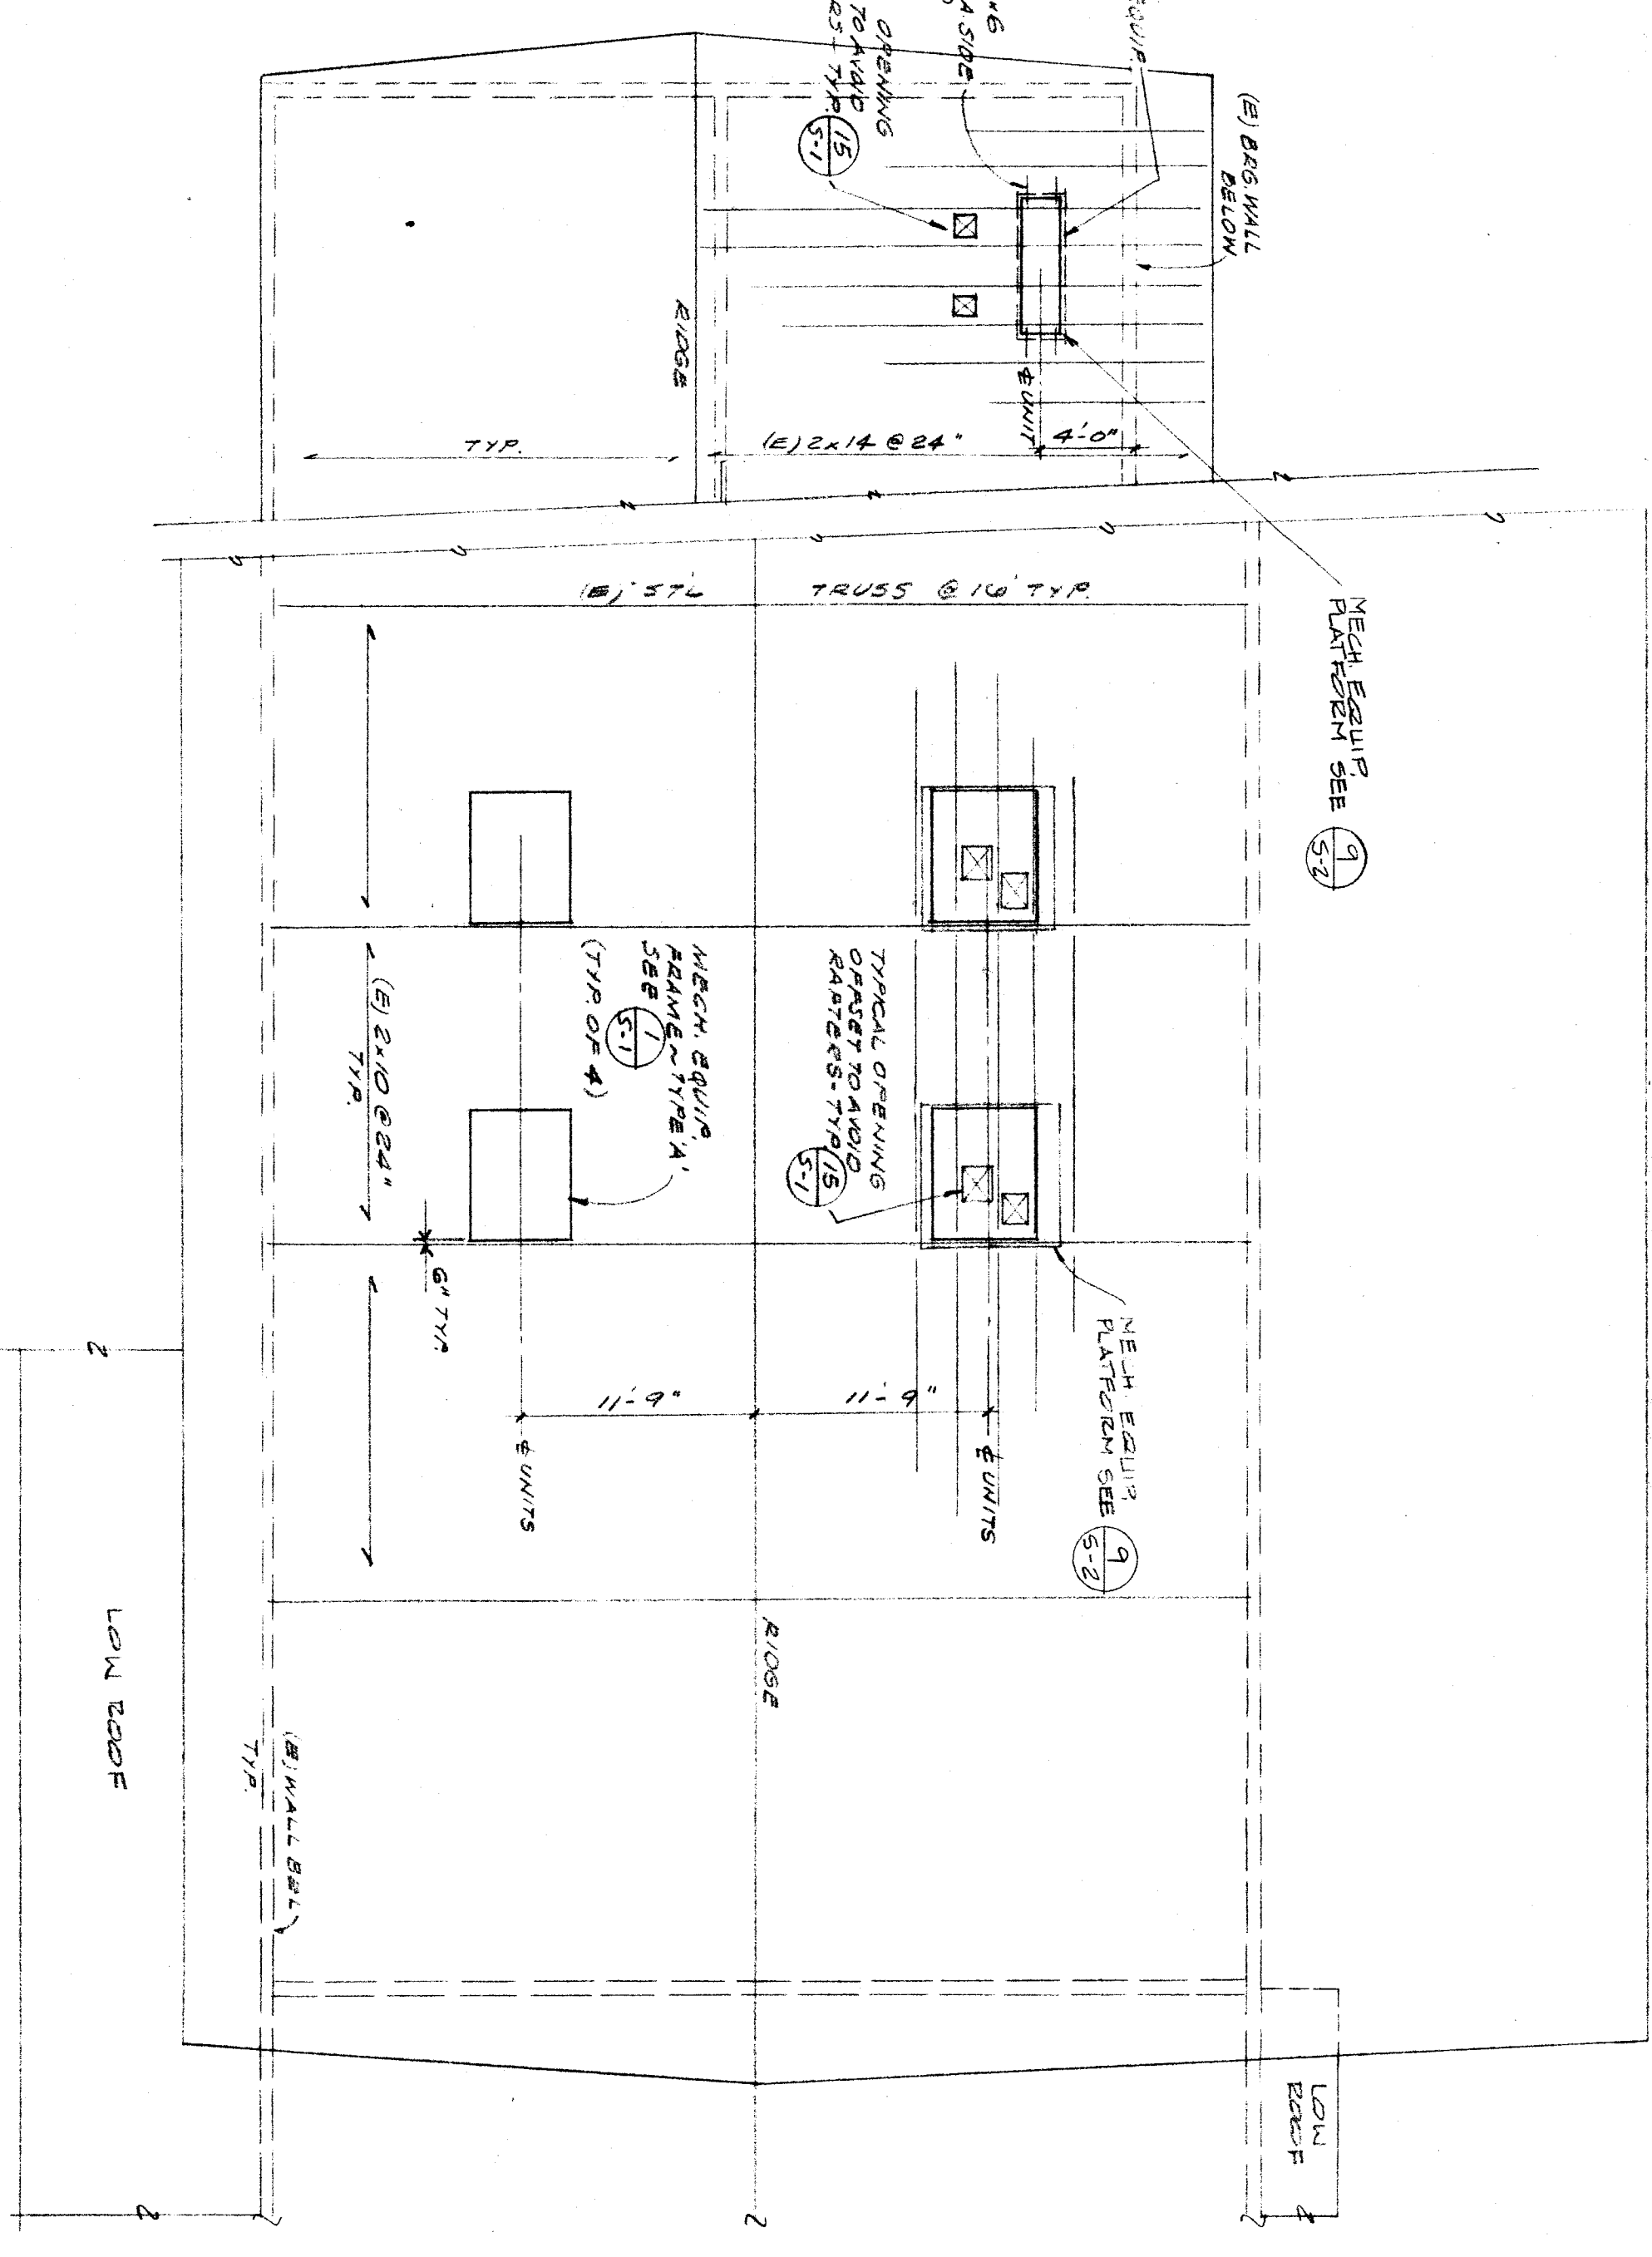 EQUIP.
A. SIDE
OPENING
TO AVOID
RS - TYP.
15
S-1
(E) BRG. WALL
BELOW
RIDGE
TYP.
(E) 2x14 @ 24"
℄ UNIT
4'-0"
MECH. EQUIP.
PLATFORM SEE
9
S-2
(E) STL TRUSS @ 16' TYP.
MECH. EQUIP.
FRAME ~ TYPE 'A'
SEE
1
S-1
(TYP. OF 4)
TYPICAL OPENING
OFFSET TO AVOID
RAFTERS - TYP.
15
S-1
(E) 2x10 @ 24"
TYP.
6" TYP.
11'-9"
11'-9"
℄ UNITS
℄ UNITS
MECH. EQUIP.
PLATFORM SEE
9
S-2
RIDGE
LOW ROOF
(E) WALL BEL
TYP.
LOW
ROOF